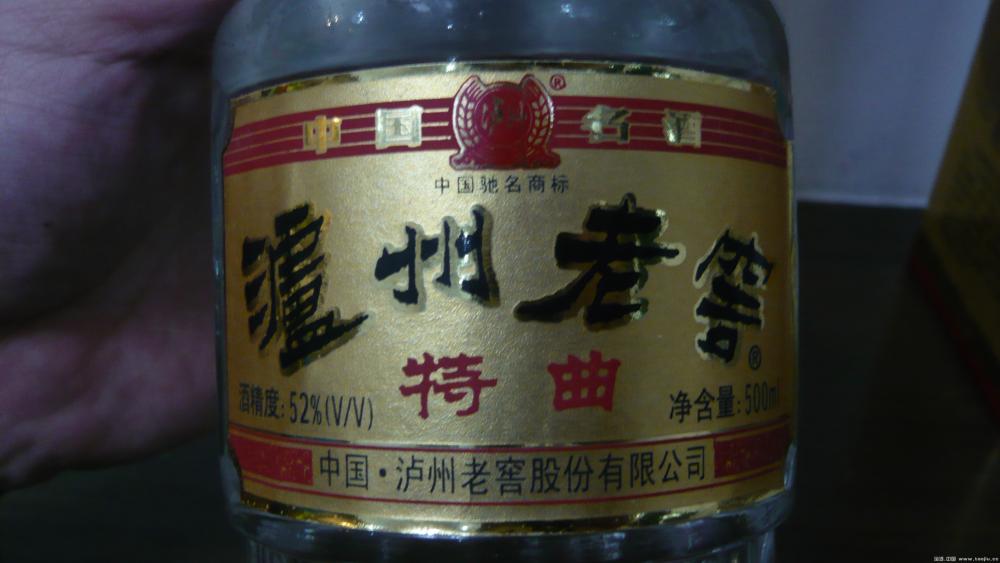 中国名酒
®
中国驰名商标
瀘州老窖®
特曲
酒精度:52%(V/V)
净含量:500ml
中国·泸州老窖股份有限公司